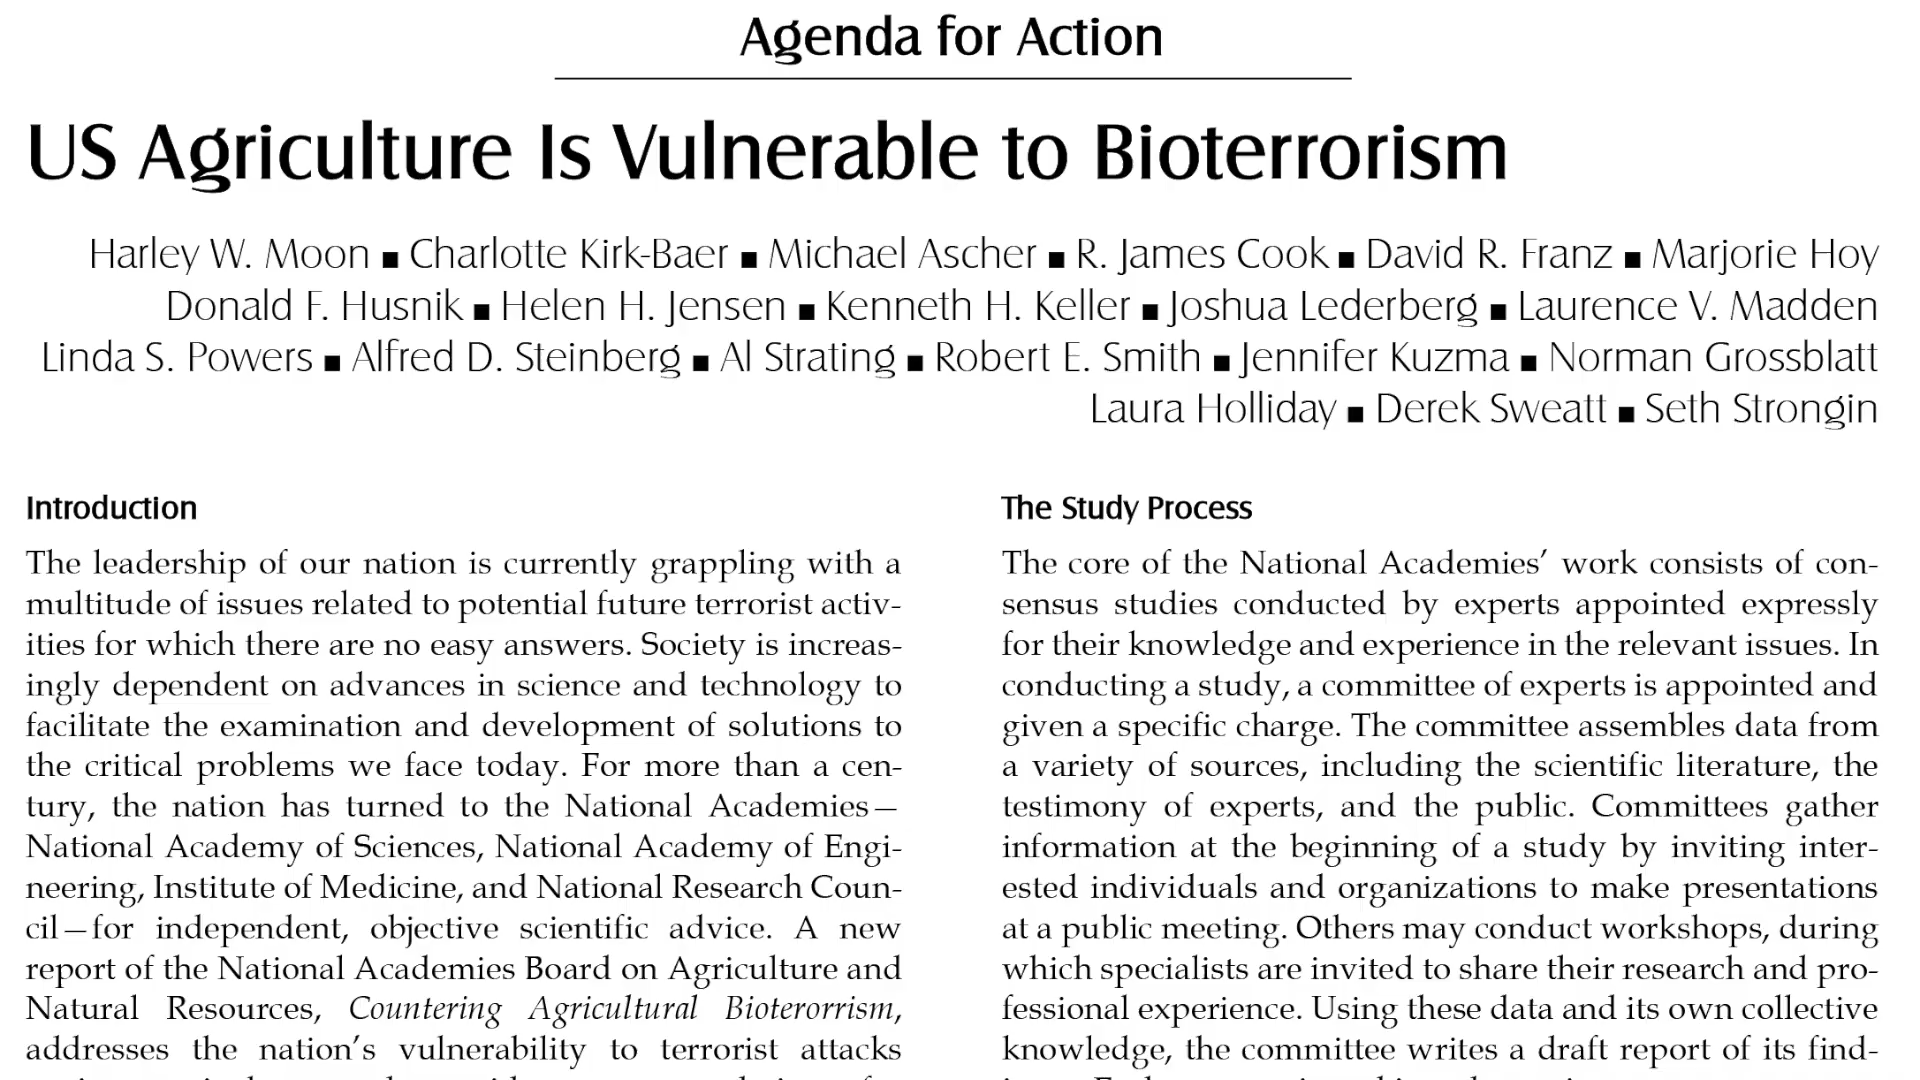 Agenda for Action
US Agriculture Is Vulnerable to Bioterrorism
Harley W. Moon ■ Charlotte Kirk-Baer ■ Michael Ascher ■ R. James Cook ■ David R. Franz ■ Marjorie Hoy
Donald F. Husnik ■ Helen H. Jensen ■ Kenneth H. Keller ■ Joshua Lederberg ■ Laurence V. Madden
Linda S. Powers ■ Alfred D. Steinberg ■ Al Strating ■ Robert E. Smith ■ Jennifer Kuzma ■ Norman Grossblatt
Laura Holliday ■ Derek Sweatt ■ Seth Strongin
Introduction
The leadership of our nation is currently grappling with a
multitude of issues related to potential future terrorist activ-
ities for which there are no easy answers. Society is increas-
ingly dependent on advances in science and technology to
facilitate the examination and development of solutions to
the critical problems we face today. For more than a cen-
tury, the nation has turned to the National Academies—
National Academy of Sciences, National Academy of Engi-
neering, Institute of Medicine, and National Research Coun-
cil—for independent, objective scientific advice. A new
report of the National Academies Board on Agriculture and
Natural Resources, Countering Agricultural Bioterorrism,
addresses the nation's vulnerability to terrorist attacks
The Study Process
The core of the National Academies' work consists of con-
sensus studies conducted by experts appointed expressly
for their knowledge and experience in the relevant issues. In
conducting a study, a committee of experts is appointed and
given a specific charge. The committee assembles data from
a variety of sources, including the scientific literature, the
testimony of experts, and the public. Committees gather
information at the beginning of a study by inviting inter-
ested individuals and organizations to make presentations
at a public meeting. Others may conduct workshops, during
which specialists are invited to share their research and pro-
fessional experience. Using these data and its own collective
knowledge, the committee writes a draft report of its find-